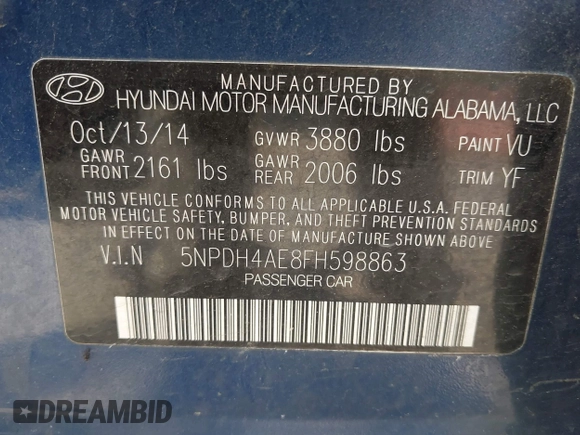 MANUFACTURED BY
HYUNDAI MOTOR MANUFACTURING ALABAMA, LLC
Oct/13/14 GVWR 3880 lbs PAINT VU
GAWR FRONT 2161 lbs GAWR REAR 2006 lbs TRIM YF
THIS VEHICLE CONFORMS TO ALL APPLICABLE U.S.A. FEDERAL
MOTOR VEHICLE SAFETY, BUMPER, AND THEFT PREVENTION STANDARDS
IN EFFECT ON THE DATE OF MANUFACTURE SHOWN ABOVE
V.I.N 5NPDH4AE8FH598863
PASSENGER CAR
DREAMBID